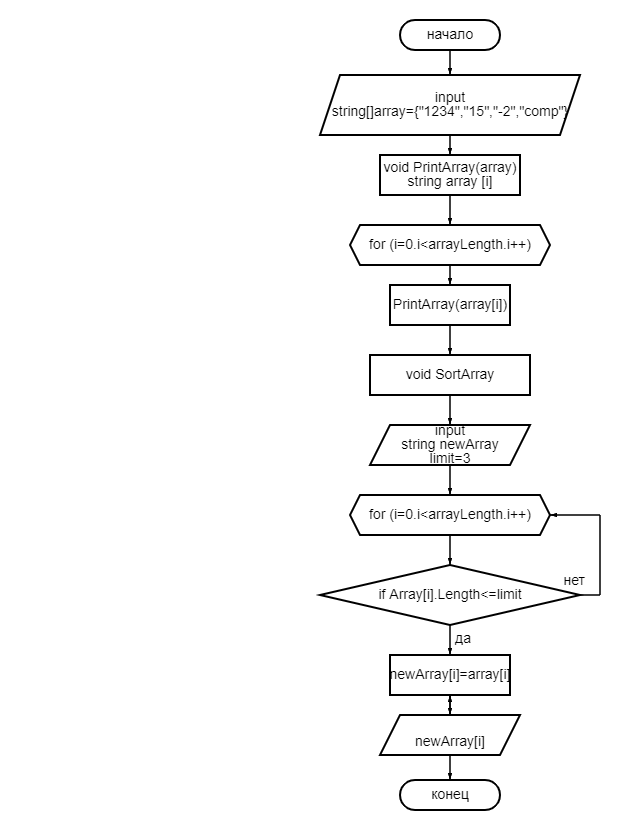 начало
input
string[]array={"1234","15","-2","comp"}
void PrintArray(array)
string array [i]
for (i=0.i<arrayLength.i++)
PrintArray(array[i])
void SortArray
input
string newArray
limit=3
for (i=0.i<arrayLength.i++)
нет
if Array[i].Length<=limit
да
newArray[i]=array[i]
newArray[i]
конец